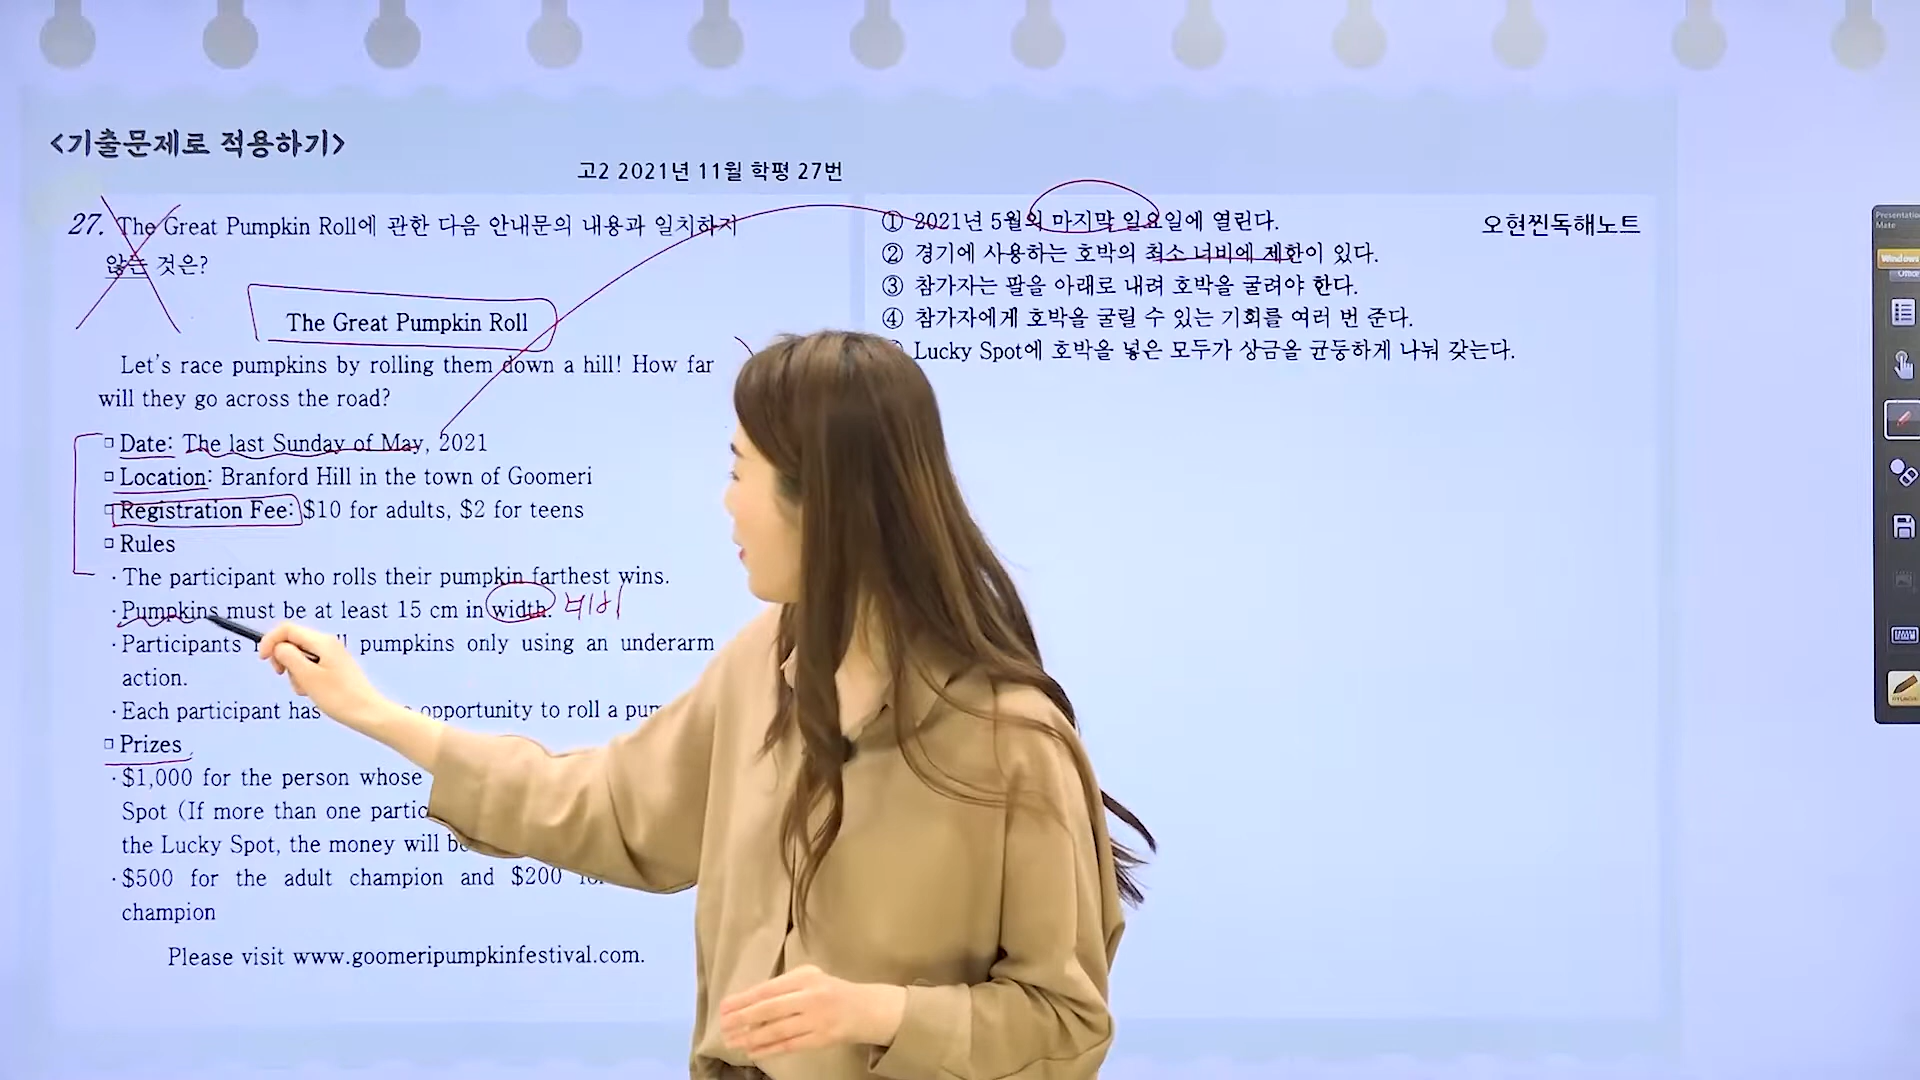 <기출문제로 적용하기>
고2 2021년 11월 학평 27번
27. The Great Pumpkin Roll에 관한 다음 안내문의 내용과 일치하지
않는 것은?
The Great Pumpkin Roll
Let's race pumpkins by rolling them down a hill! How far
will they go across the road?
□ Date: The last Sunday of May, 2021
□ Location: Branford Hill in the town of Goomeri
□ Registration Fee: $10 for adults, $2 for teens
□ Rules
· The participant who rolls their pumpkin farthest wins.
· Pumpkins must be at least 15 cm in width. 너비
· Participants pumpkins only using an underarm
action.
· Each participant has opportunity to roll a
□ Prizes
· $1,000 for the person whose
Spot (If more than one
the Lucky Spot, the money will
· $500 for the adult champion and $200
champion
Please visit www.goomeripumpkinfestival.com.
① 2021년 5월의 마지막 일요일에 열린다.
② 경기에 사용하는 호박의 최소 너비에 제한이 있다.
③ 참가자는 팔을 아래로 내려 호박을 굴려야 한다.
④ 참가자에게 호박을 굴릴 수 있는 기회를 여러 번 준다.
Lucky Spot에 호박을 넣은 모두가 상금을 균등하게 나눠 갖는다.
오현찐독해노트
Presentation
Mate
Windows